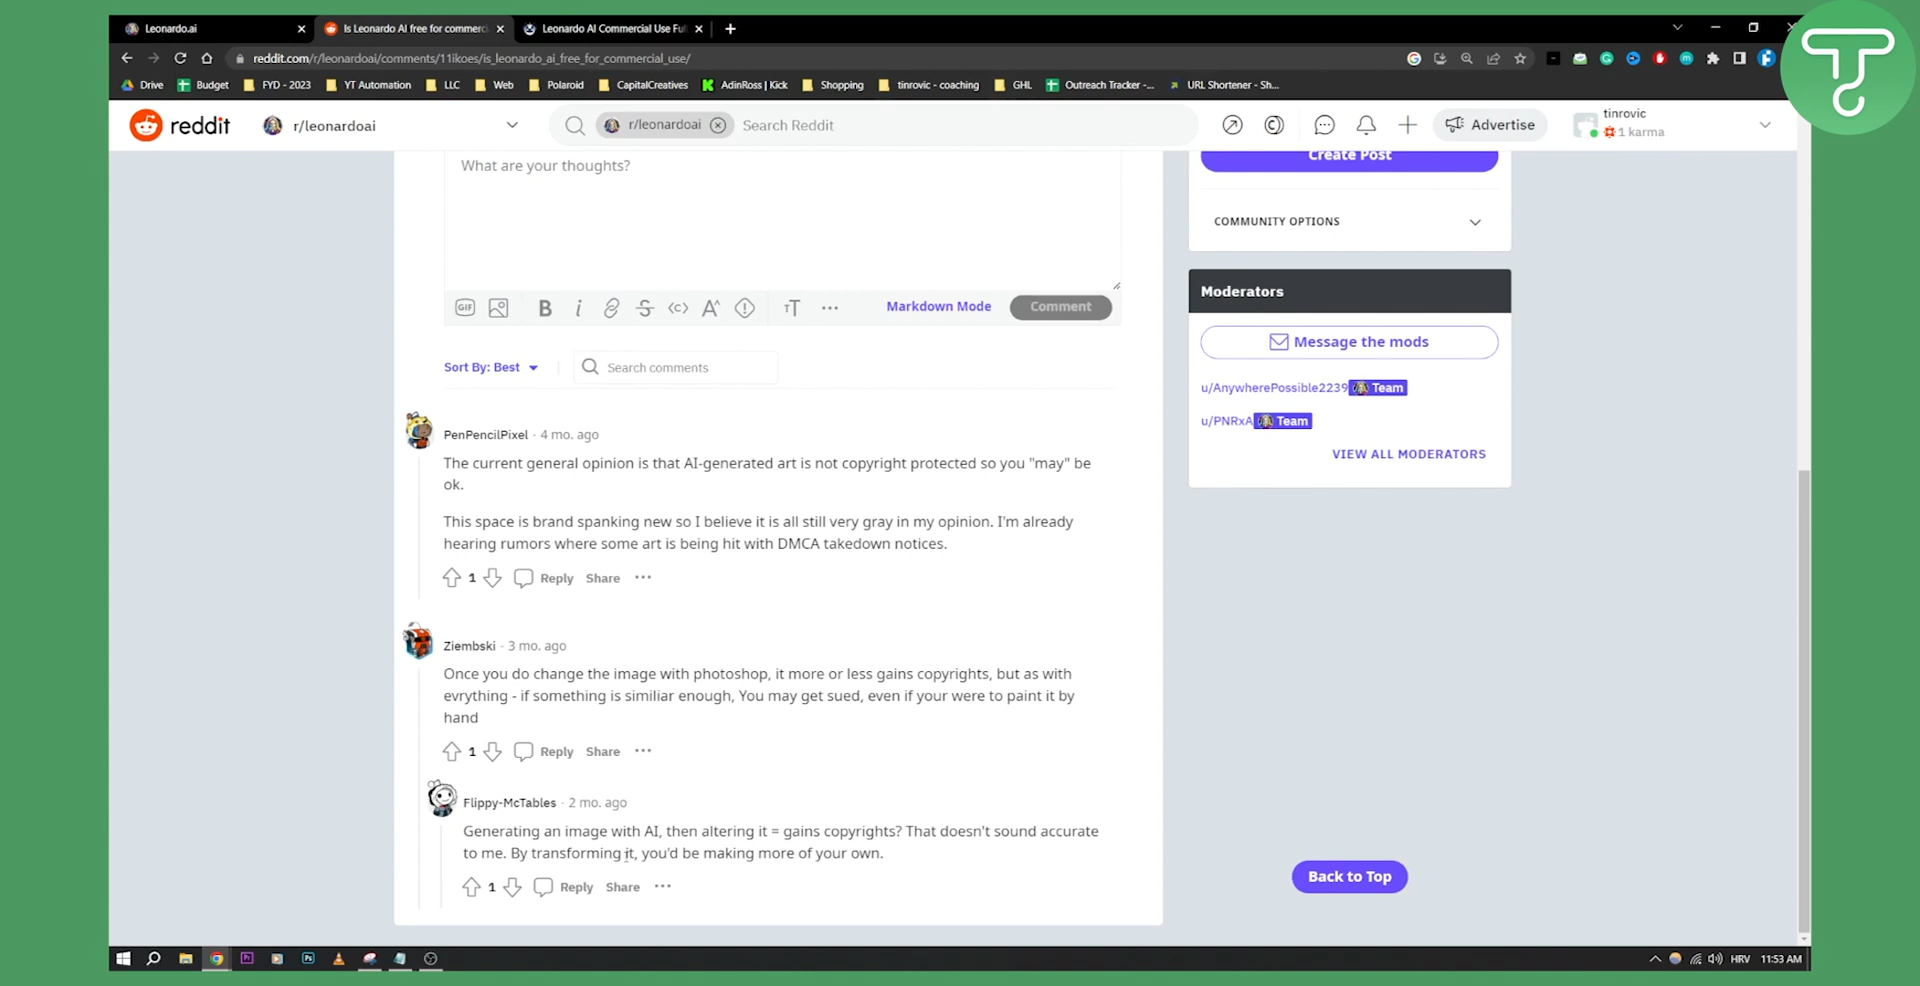 Leonardo.ai
Is Leonardo AI free for commerci
Leonardo AI Commercial Use Ful
reddit.com/r/leonardoai/comments/11ikoes/is_leonardo_ai_free_for_commercial_use/
Drive
Budget
FYD - 2023
YT Automation
LLC
Web
Polaroid
CapitalCreatives
AdinRoss | Kick
Shopping
tinrovic - coaching
GHL
Outreach Tracker -...
URL Shortener - Sh...
reddit
r/leonardoai
r/leonardoai
Search Reddit
Advertise
tinrovic
1 karma
What are your thoughts?
Create Post
COMMUNITY OPTIONS
GIF
B
i
Markdown Mode
Comment
Moderators
Message the mods
u/AnywherePossible2239 Team
u/PNRxA Team
VIEW ALL MODERATORS
Sort By: Best
Search comments
PenPencilPixel · 4 mo. ago
The current general opinion is that AI-generated art is not copyright protected so you "may" be
ok.
This space is brand spanking new so I believe it is all still very gray in my opinion. I'm already
hearing rumors where some art is being hit with DMCA takedown notices.
1 Reply Share ···
Ziembski · 3 mo. ago
Once you do change the image with photoshop, it more or less gains copyrights, but as with
evrything - if something is similiar enough, You may get sued, even if your were to paint it by
hand
1 Reply Share ···
Flippy-McTables · 2 mo. ago
Generating an image with AI, then altering it = gains copyrights? That doesn't sound accurate
to me. By transforming it, you'd be making more of your own.
1 Reply Share ···
Back to Top
HRV 11:53 AM